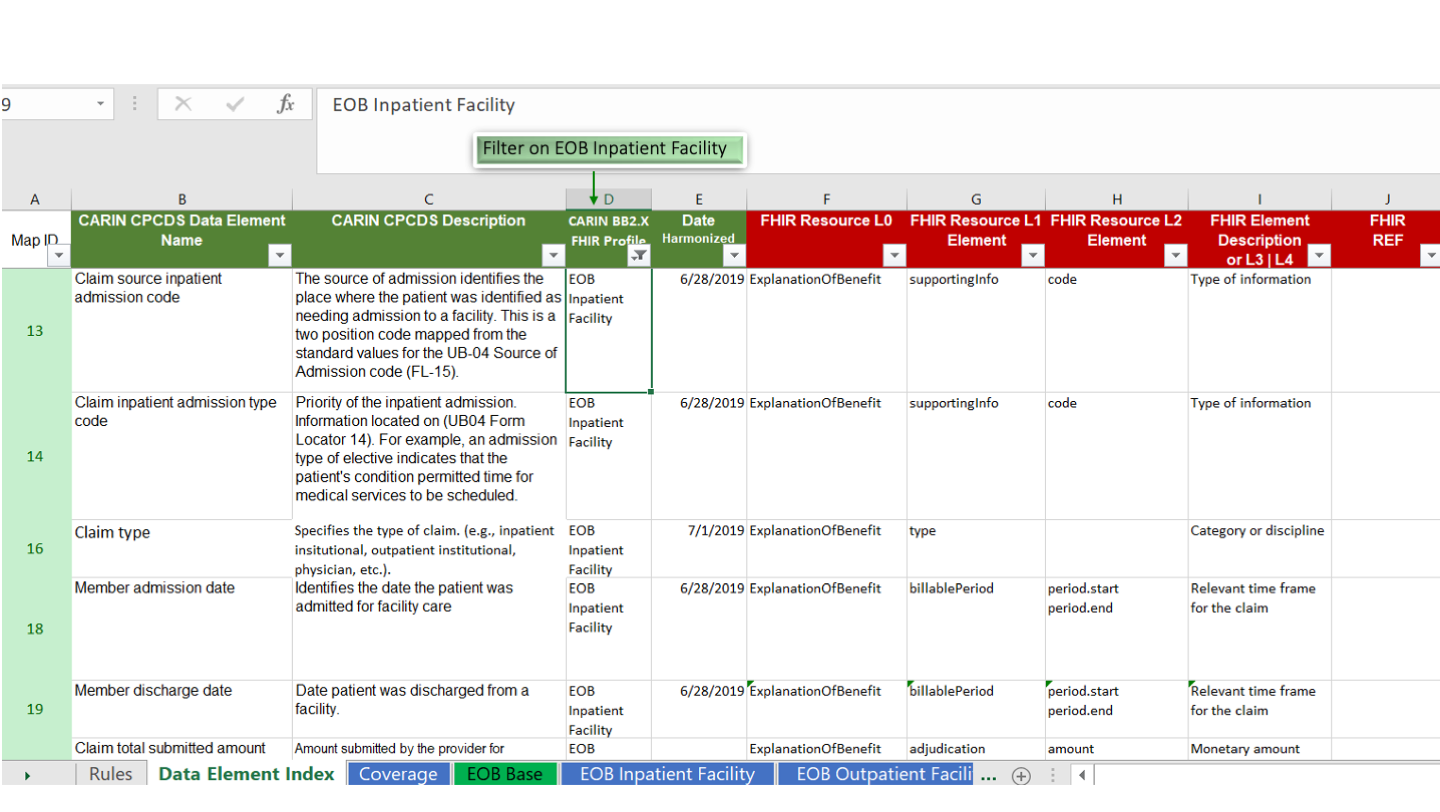 9
fx
EOB Inpatient Facility
Filter on EOB Inpatient Facility
A B C D E F G H I J
Map ID
CARIN CPCDS Data Element
Name
CARIN CPCDS Description
CARIN BB2.X
FHIR Profile
Date
Harmonized
FHIR Resource L0
FHIR Resource L1
Element
FHIR Resource L2
Element
FHIR Element
Description
or L3 | L4
FHIR
REF
13
Claim source inpatient
admission code
The source of admission identifies the
place where the patient was identified as
needing admission to a facility. This is a
two position code mapped from the
standard values for the UB-04 Source of
Admission code (FL-15).
EOB
Inpatient
Facility
6/28/2019
ExplanationOfBenefit
supportingInfo
code
Type of information
14
Claim inpatient admission type
code
Priority of the inpatient admission.
Information located on (UB04 Form
Locator 14). For example, an admission
type of elective indicates that the
patient's condition permitted time for
medical services to be scheduled.
EOB
Inpatient
Facility
6/28/2019
ExplanationOfBenefit
supportingInfo
code
Type of information
16
Claim type
Specifies the type of claim. (e.g., inpatient
insitutional, outpatient institutional,
physician, etc.).
EOB
Inpatient
Facility
7/1/2019
ExplanationOfBenefit
type
Category or discipline
18
Member admission date
Identifies the date the patient was
admitted for facility care
EOB
Inpatient
Facility
6/28/2019
ExplanationOfBenefit
billablePeriod
period.start
period.end
Relevant time frame
for the claim
19
Member discharge date
Date patient was discharged from a
facility.
EOB
Inpatient
Facility
6/28/2019
ExplanationOfBenefit
billablePeriod
period.start
period.end
Relevant time frame
for the claim
Claim total submitted amount
Amount submitted by the provider for
EOB
ExplanationOfBenefit
adjudication
amount
Monetary amount
Rules
Data Element Index
Coverage
EOB Base
EOB Inpatient Facility
EOB Outpatient Facili
...